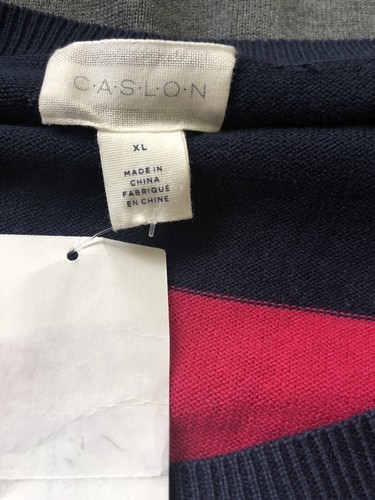 C·A·S·L·O·N
XL
MADE IN
CHINA
FABRIQUÉ
EN CHINE